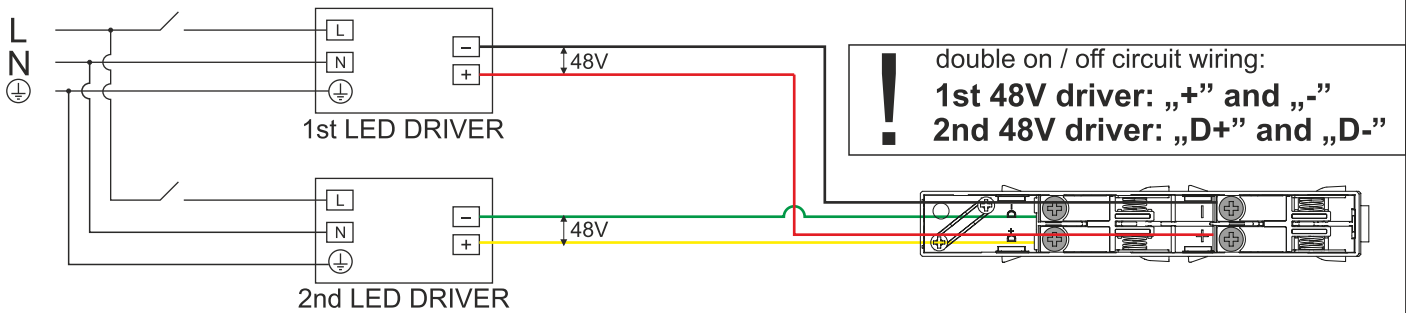 L
N
L
N
–
+
48V
1st LED DRIVER
L
N
–
+
48V
2nd LED DRIVER
!
double on / off circuit wiring:
1st 48V driver: „+” and „-”
2nd 48V driver: „D+” and „D-”
D-
D+
–
+